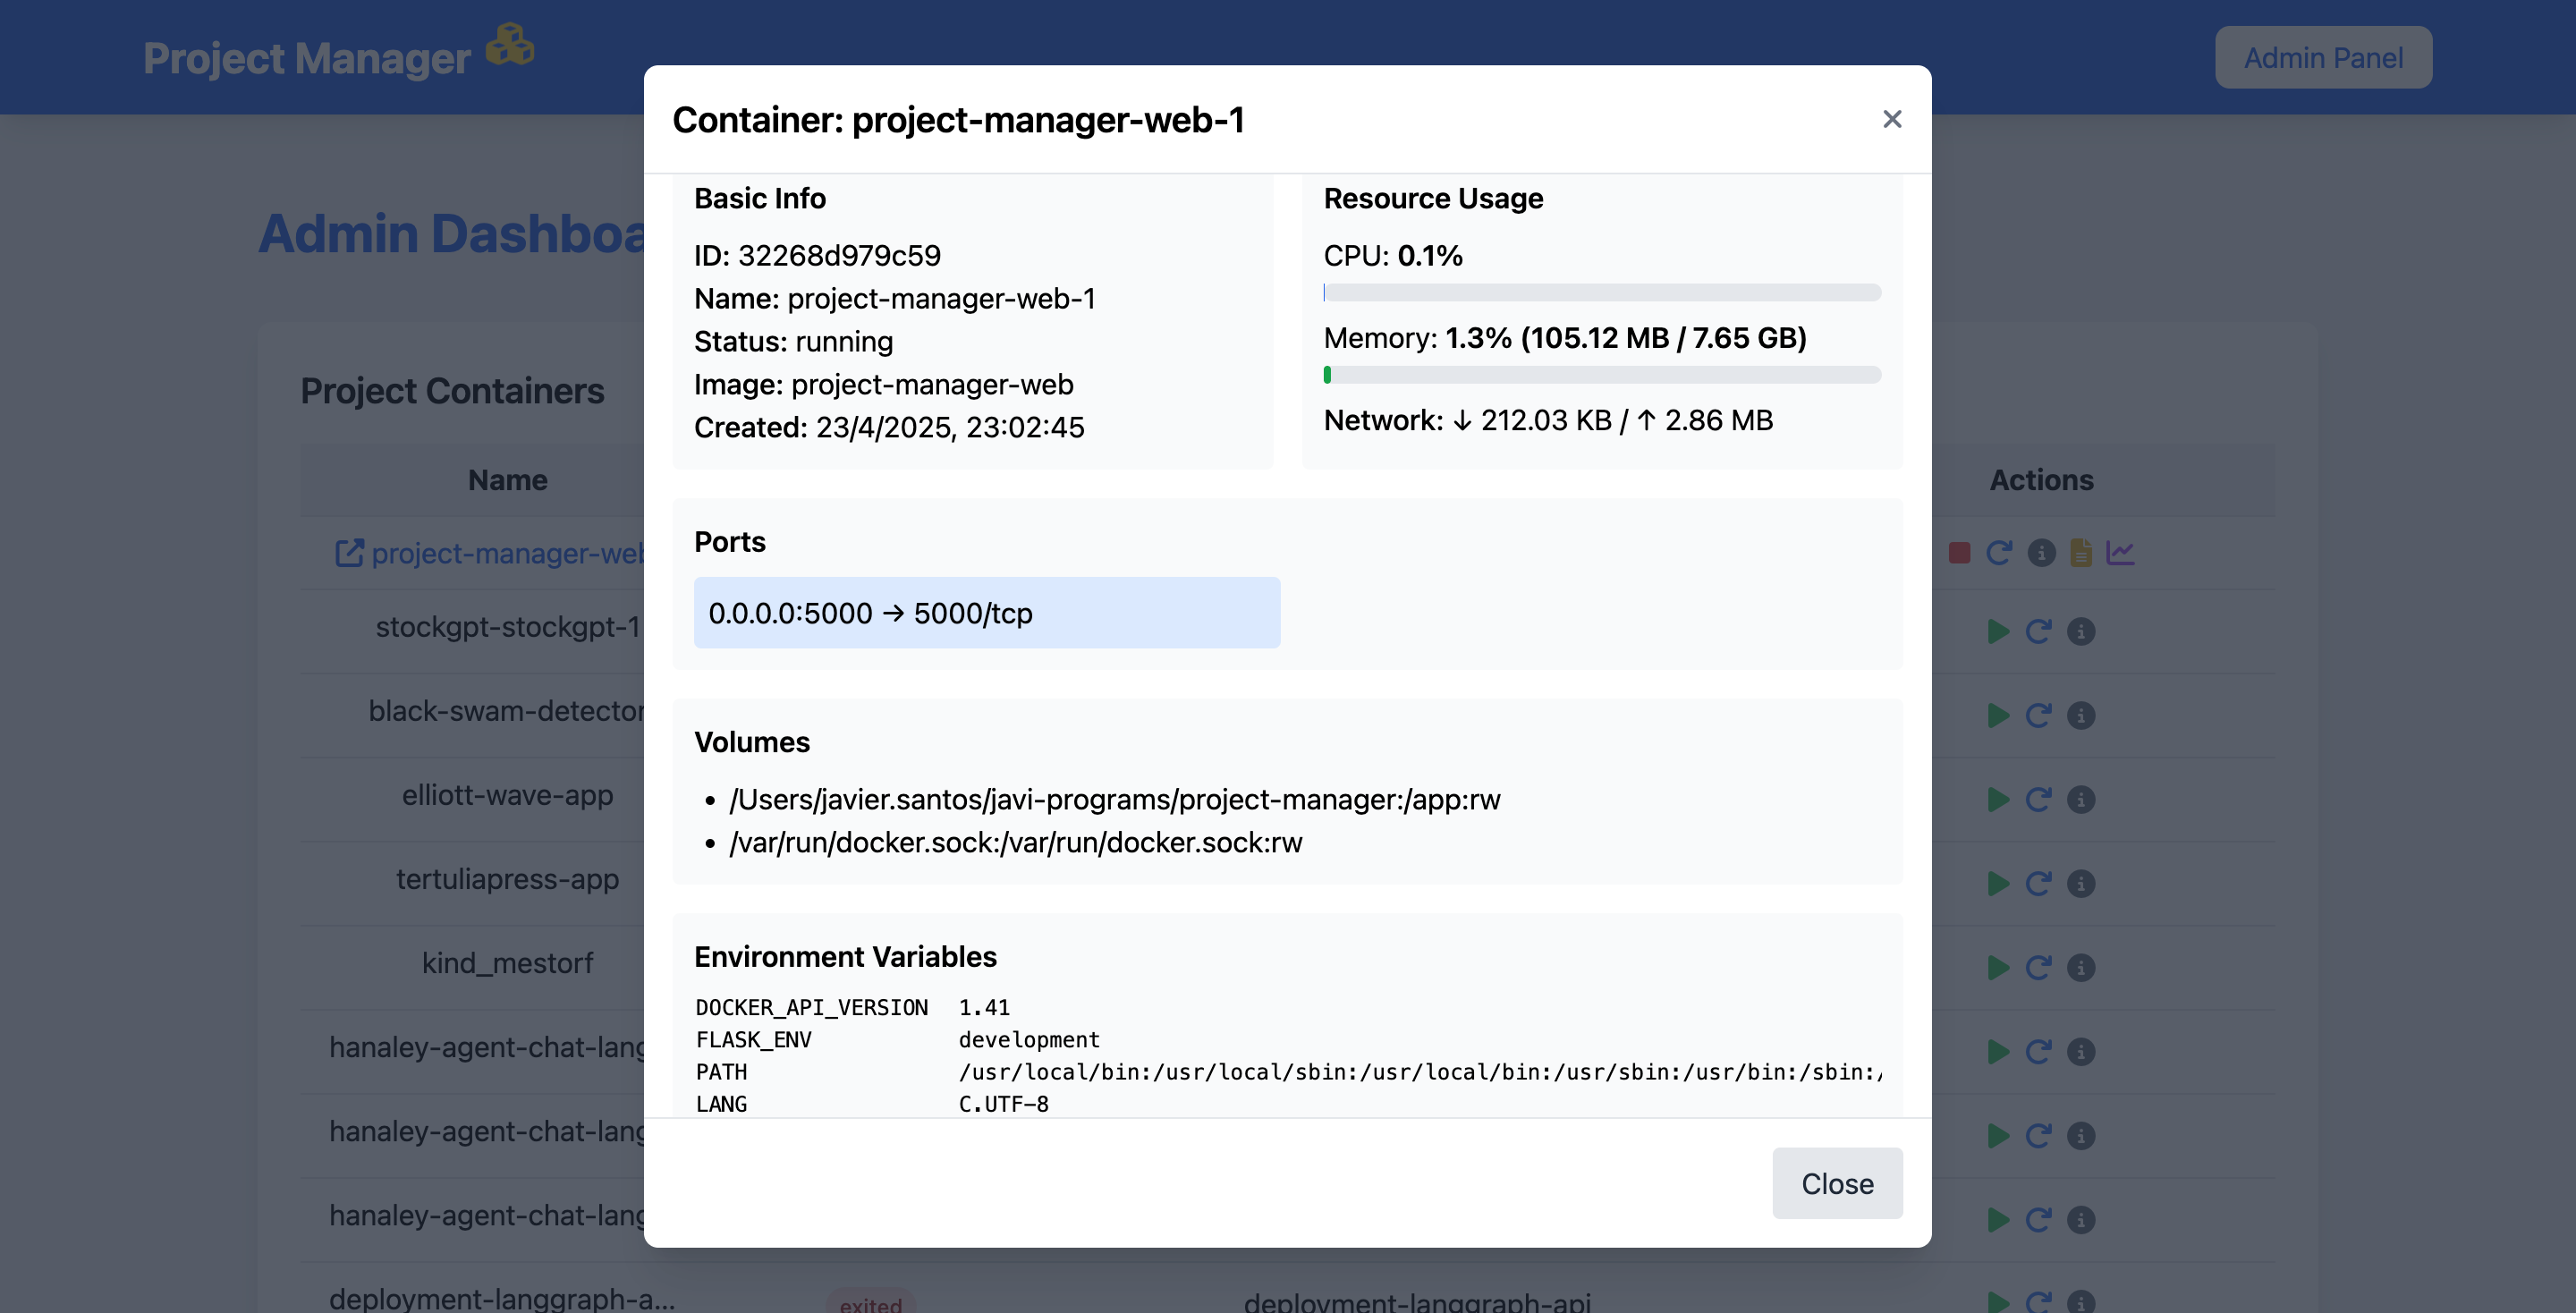 Project Manager
Admin Panel
Admin Dashboa
Project Containers
Name
Actions
project-manager-web
stockgpt-stockgpt-1
black-swam-detector
elliott-wave-app
tertuliapress-app
kind_mestorf
hanaley-agent-chat-lang
hanaley-agent-chat-lang
hanaley-agent-chat-lang
deployment-langgraph-a...
exited
deployment-langgraph-api
Container: project-manager-web-1
Basic Info
ID: 32268d979c59
Name: project-manager-web-1
Status: running
Image: project-manager-web
Created: 23/4/2025, 23:02:45
Resource Usage
CPU: 0.1%
Memory: 1.3% (105.12 MB / 7.65 GB)
Network: ↓ 212.03 KB / ↑ 2.86 MB
Ports
0.0.0.0:5000 → 5000/tcp
Volumes
• /Users/javier.santos/javi-programs/project-manager:/app:rw
• /var/run/docker.sock:/var/run/docker.sock:rw
Environment Variables
DOCKER_API_VERSION 1.41
FLASK_ENV development
PATH /usr/local/bin:/usr/local/sbin:/usr/local/bin:/usr/sbin:/usr/bin:/sbin:/
LANG C.UTF-8
Close